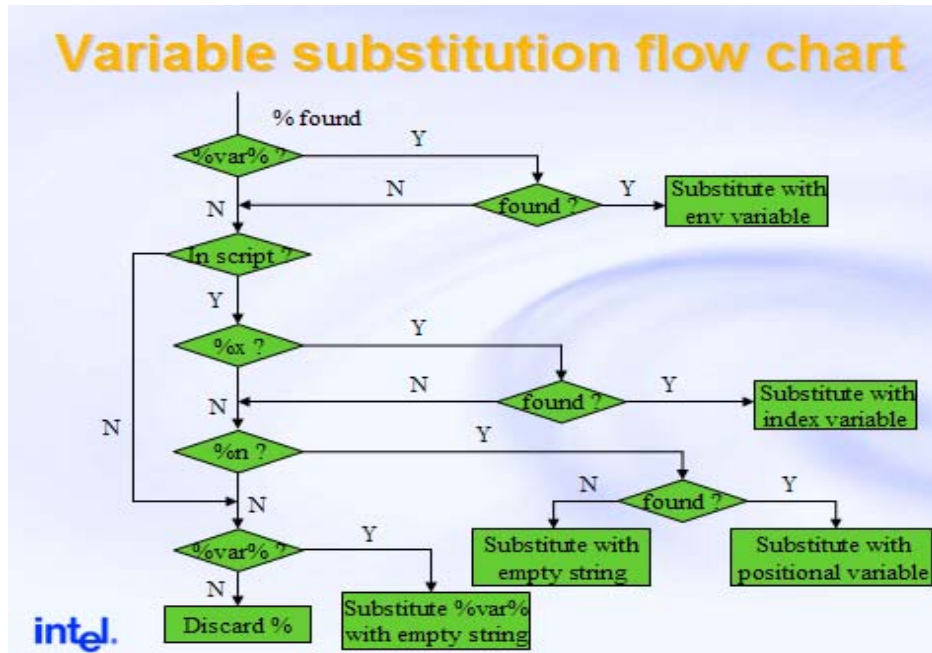 Variable substitution flow chart
% found
%var% ?
Y
N
found ?
Y
Substitute with
env variable
N
In script ?
Y
%x ?
Y
N
found ?
Y
Substitute with
index variable
N
N
%n ?
Y
N
found ?
Y
N
%var% ?
Y
Substitute with
empty string
Substitute with
positional variable
N
Discard %
Substitute %var%
with empty string
intel.